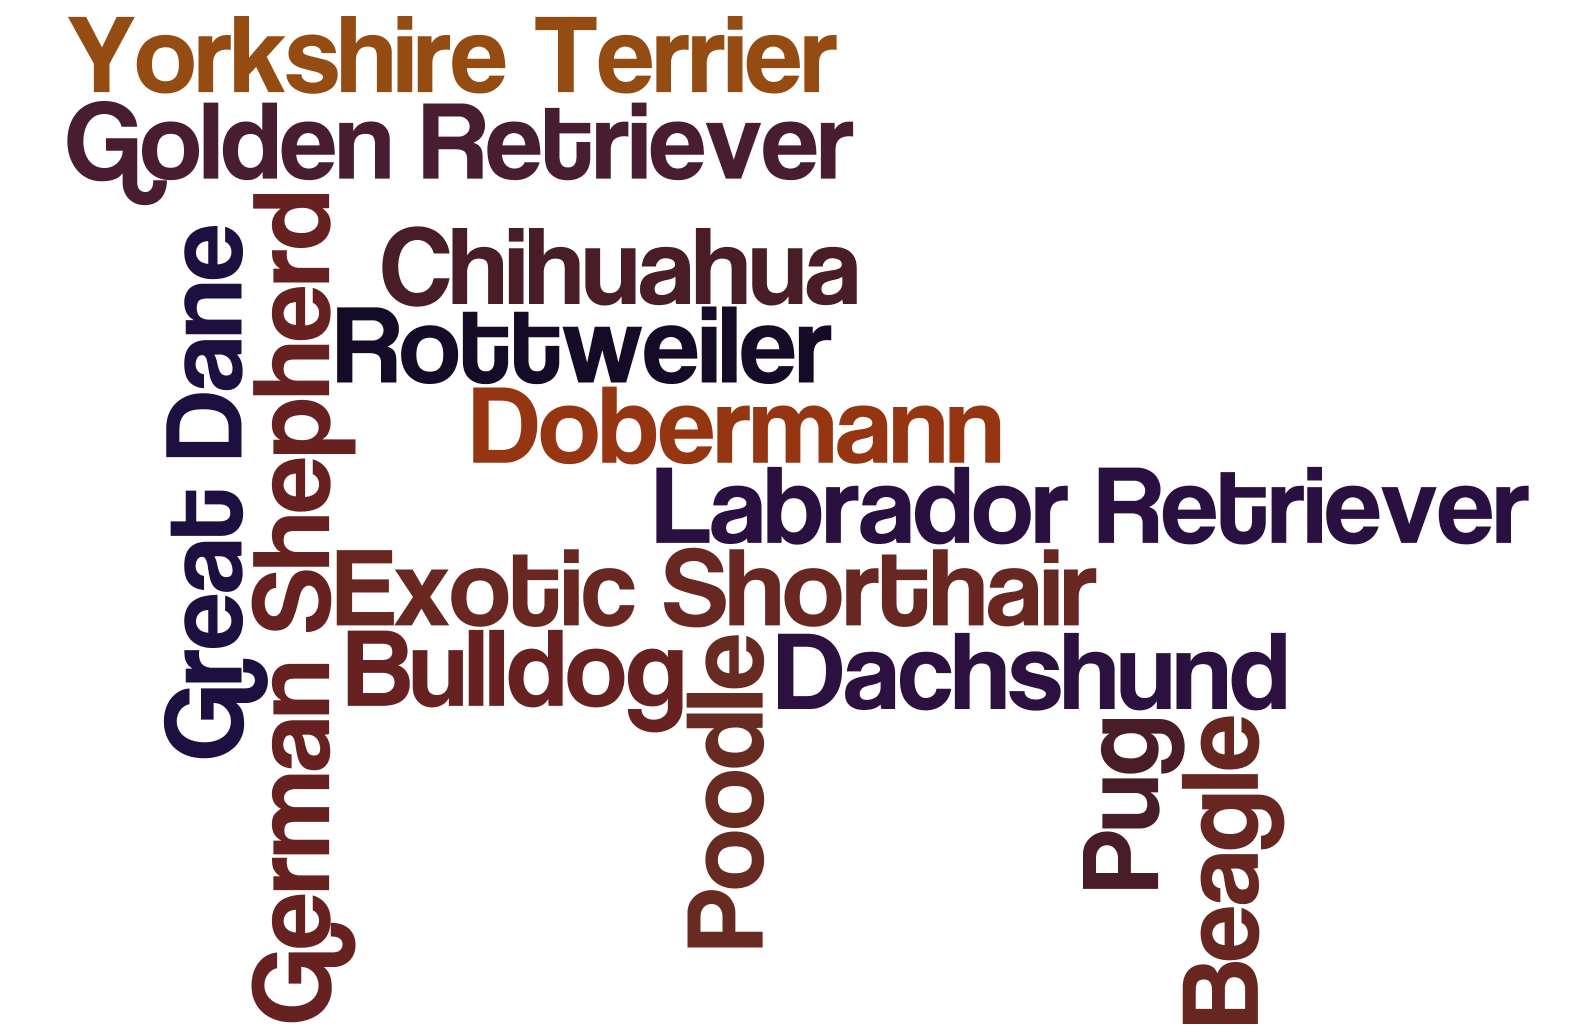 Yorkshire Terrier
Golden Retriever
Great Dane
German Shepherd
Chihuahua
Rottweiler
Dobermann
Labrador Retriever
Exotic Shorthair
Bulldog
Poodle
Dachshund
Pug
Beagle